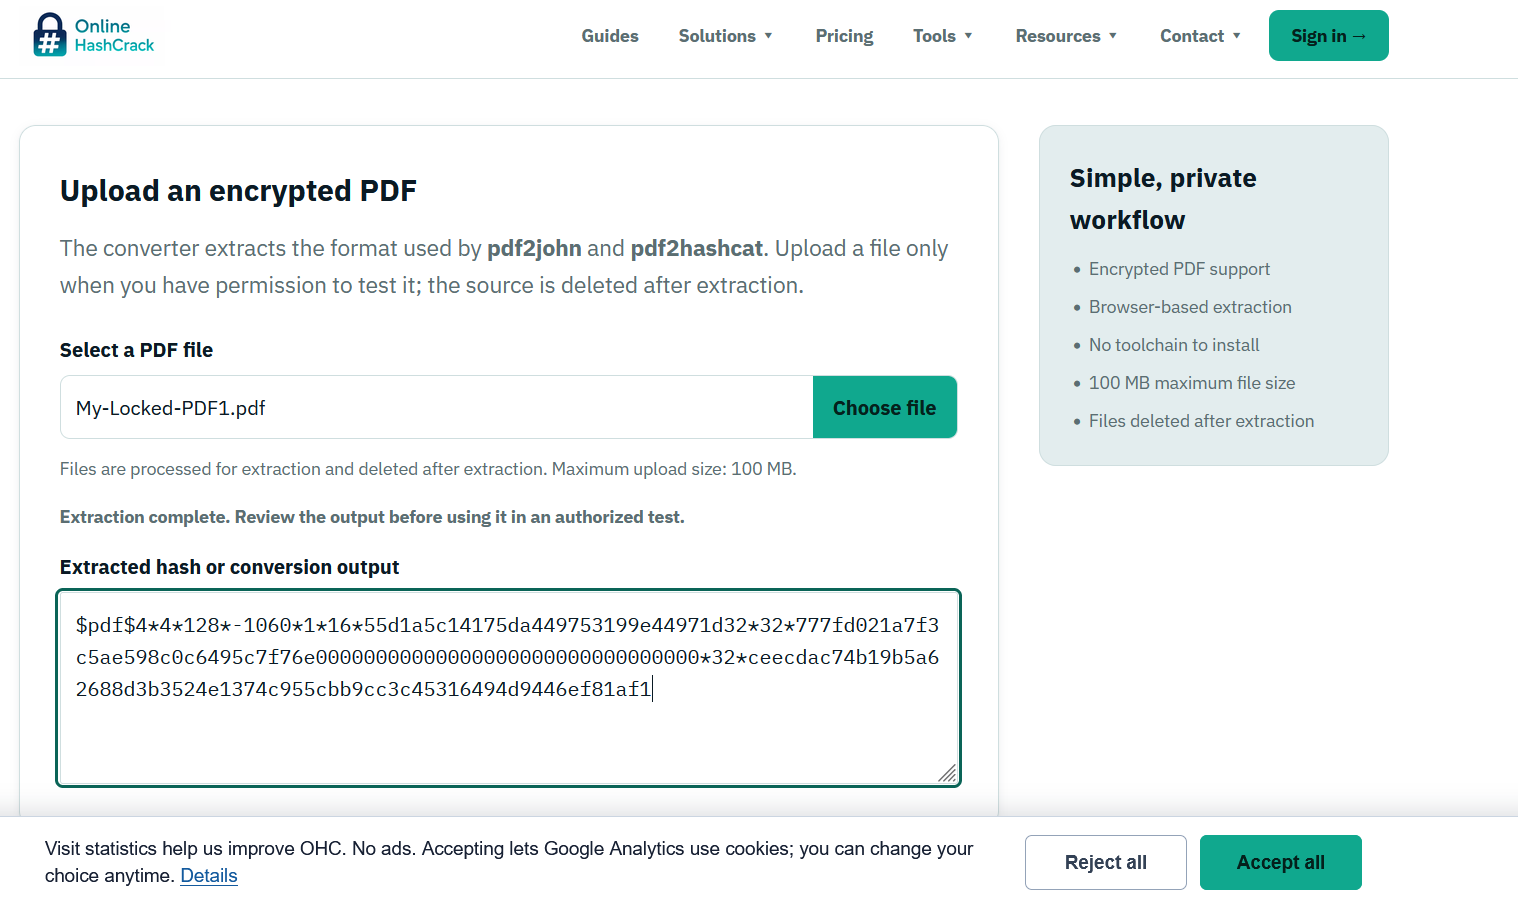 Online
HashCrack
Guides
Solutions ▼
Pricing
Tools ▼
Resources ▼
Contact ▼
Sign in →
Upload an encrypted PDF
The converter extracts the format used by pdf2john and pdf2hashcat. Upload a file only
when you have permission to test it; the source is deleted after extraction.
Select a PDF file
My-Locked-PDF1.pdf
Choose file
Files are processed for extraction and deleted after extraction. Maximum upload size: 100 MB.
Extraction complete. Review the output before using it in an authorized test.
Extracted hash or conversion output
$pdf$4*4*128*-1060*1*16*55d1a5c14175da449753199e44971d32*32*777fd021a7f3
c5ae598c0c6495c7f76e00000000000000000000000000000000*32*ceecdac74b19b5a6
2688d3b3524e1374c955cbb9cc3c45316494d9446ef81af1
Simple, private
workflow
• Encrypted PDF support
• Browser-based extraction
• No toolchain to install
• 100 MB maximum file size
• Files deleted after extraction
Visit statistics help us improve OHC. No ads. Accepting lets Google Analytics use cookies; you can change your
choice anytime. Details
Reject all
Accept all